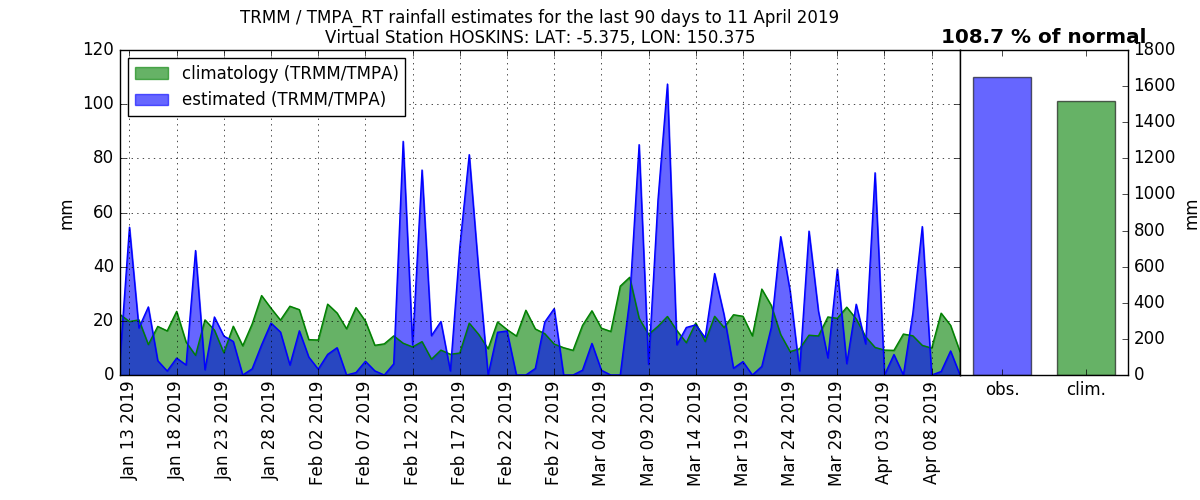 TRMM / TMPA_RT rainfall estimates for the last 90 days to 11 April 2019
Virtual Station HOSKINS: LAT: -5.375, LON: 150.375
108.7 % of normal
climatology (TRMM/TMPA)
estimated (TRMM/TMPA)
120
100
80
60
40
20
0
mm
Jan 13 2019
Jan 18 2019
Jan 23 2019
Jan 28 2019
Feb 02 2019
Feb 07 2019
Feb 12 2019
Feb 17 2019
Feb 22 2019
Feb 27 2019
Mar 04 2019
Mar 09 2019
Mar 14 2019
Mar 19 2019
Mar 24 2019
Mar 29 2019
Apr 03 2019
Apr 08 2019
1800
1600
1400
1200
1000
800
600
400
200
0
mm
obs.
clim.